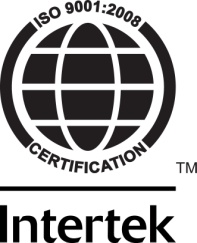 ISO 9001:2008
CERTIFICATION
TM
Intertek